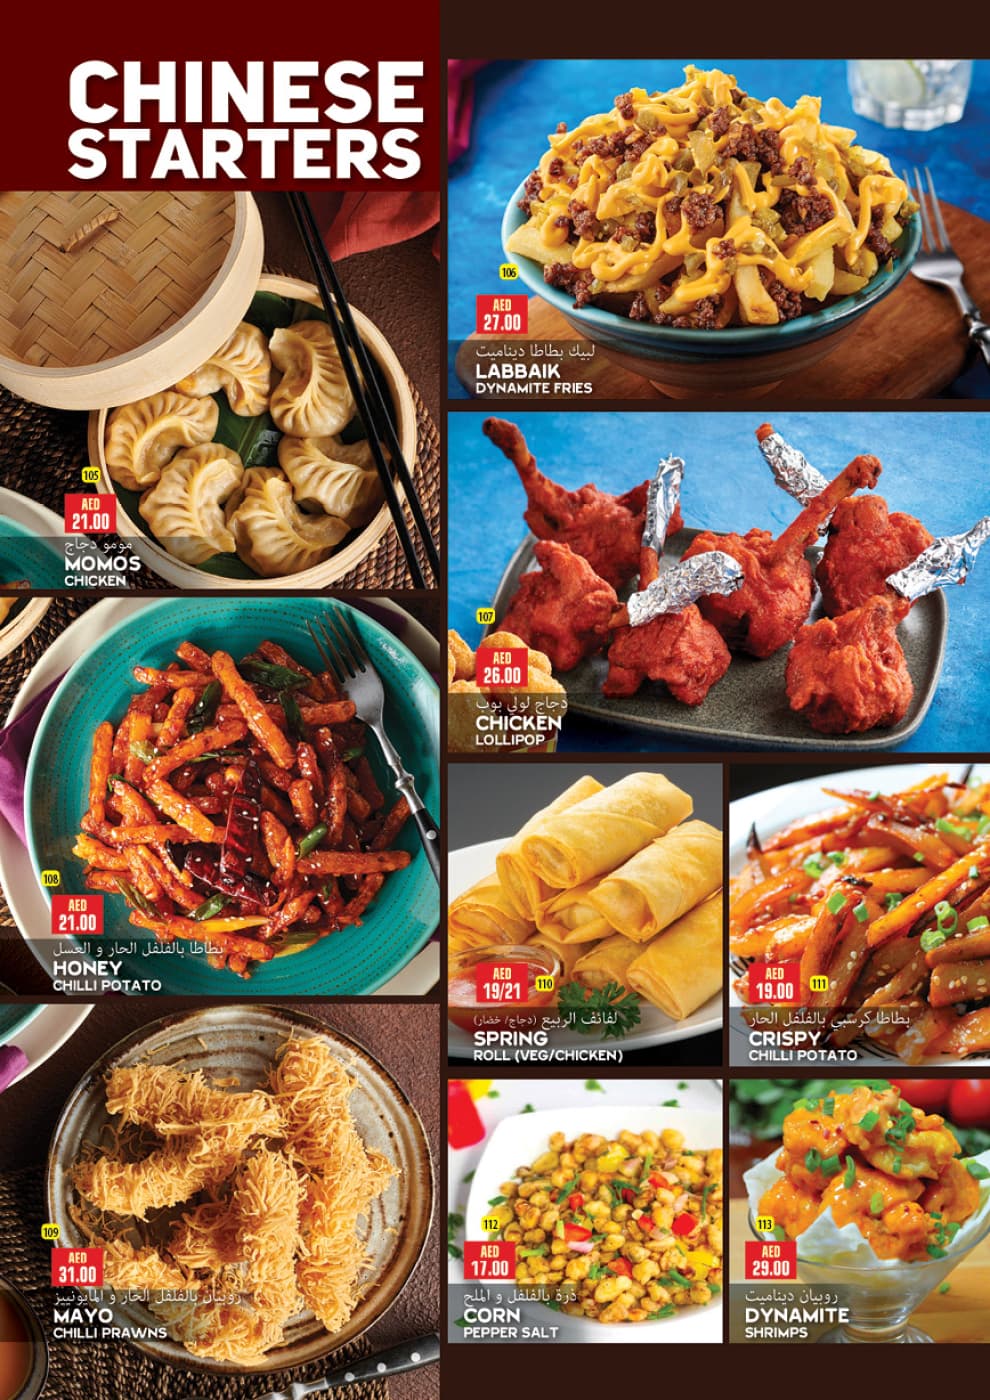 CHINESE
STARTERS
105
AED
21.00
مومو دجاج
MOMOS
CHICKEN
106
AED
27.00
لبيك بطاطا ديناميت
LABBAIK
DYNAMITE FRIES
107
AED
26.00
دجاج لولي بوب
CHICKEN
LOLLIPOP
108
AED
21.00
بطاطا بالفلفل الحار و العسل
HONEY
CHILLI POTATO
109
AED
31.00
روبيان بالفلفل الحار و المايونييز
MAYO
CHILLI PRAWNS
AED
19/21
110
لفائف الربيع (دجاج/ خضار)
SPRING
ROLL (VEG/CHICKEN)
AED
19.00
111
بطاطا كرسبي بالفلفل الحار
CRISPY
CHILLI POTATO
112
AED
17.00
ذرة بالفلفل و الملح
CORN
PEPPER SALT
113
AED
29.00
روبيان ديناميت
DYNAMITE
SHRIMPS